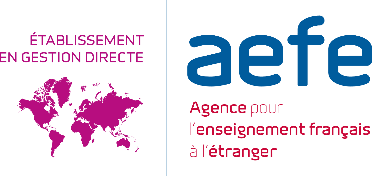 ÉTABLISSEMENT
EN GESTION DIRECTE
aefe
Agence pour
l'enseignement français
à l'étranger